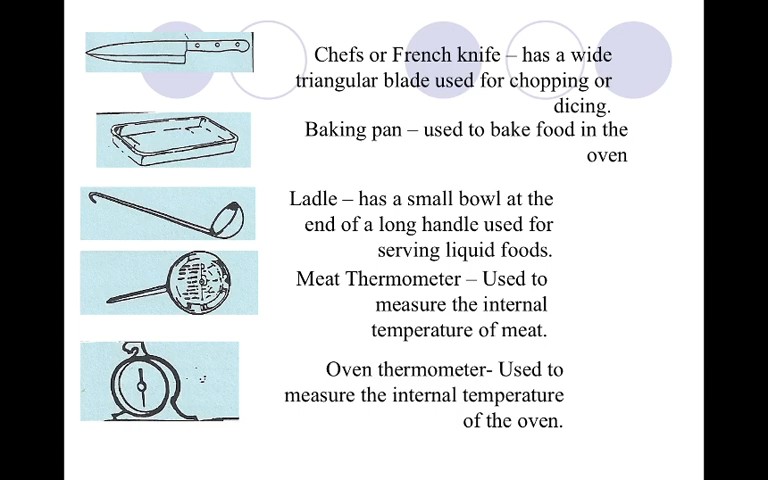 Chefs or French knife – has a wide
triangular blade used for chopping or
dicing.
Baking pan – used to bake food in the
oven
Ladle – has a small bowl at the
end of a long handle used for
serving liquid foods.
Meat Thermometer – Used to
measure the internal
temperature of meat.
Oven thermometer- Used to
measure the internal temperature
of the oven.